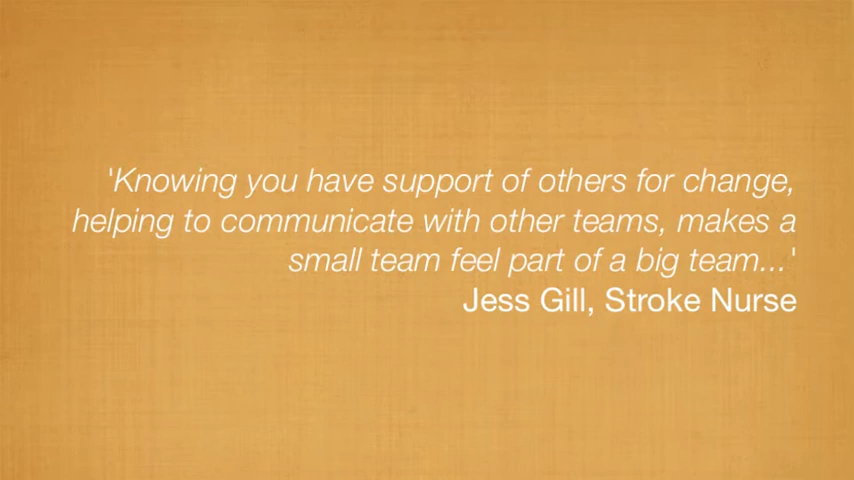 'Knowing you have support of others for change,
helping to communicate with other teams, makes a
small team feel part of a big team...'
Jess Gill, Stroke Nurse